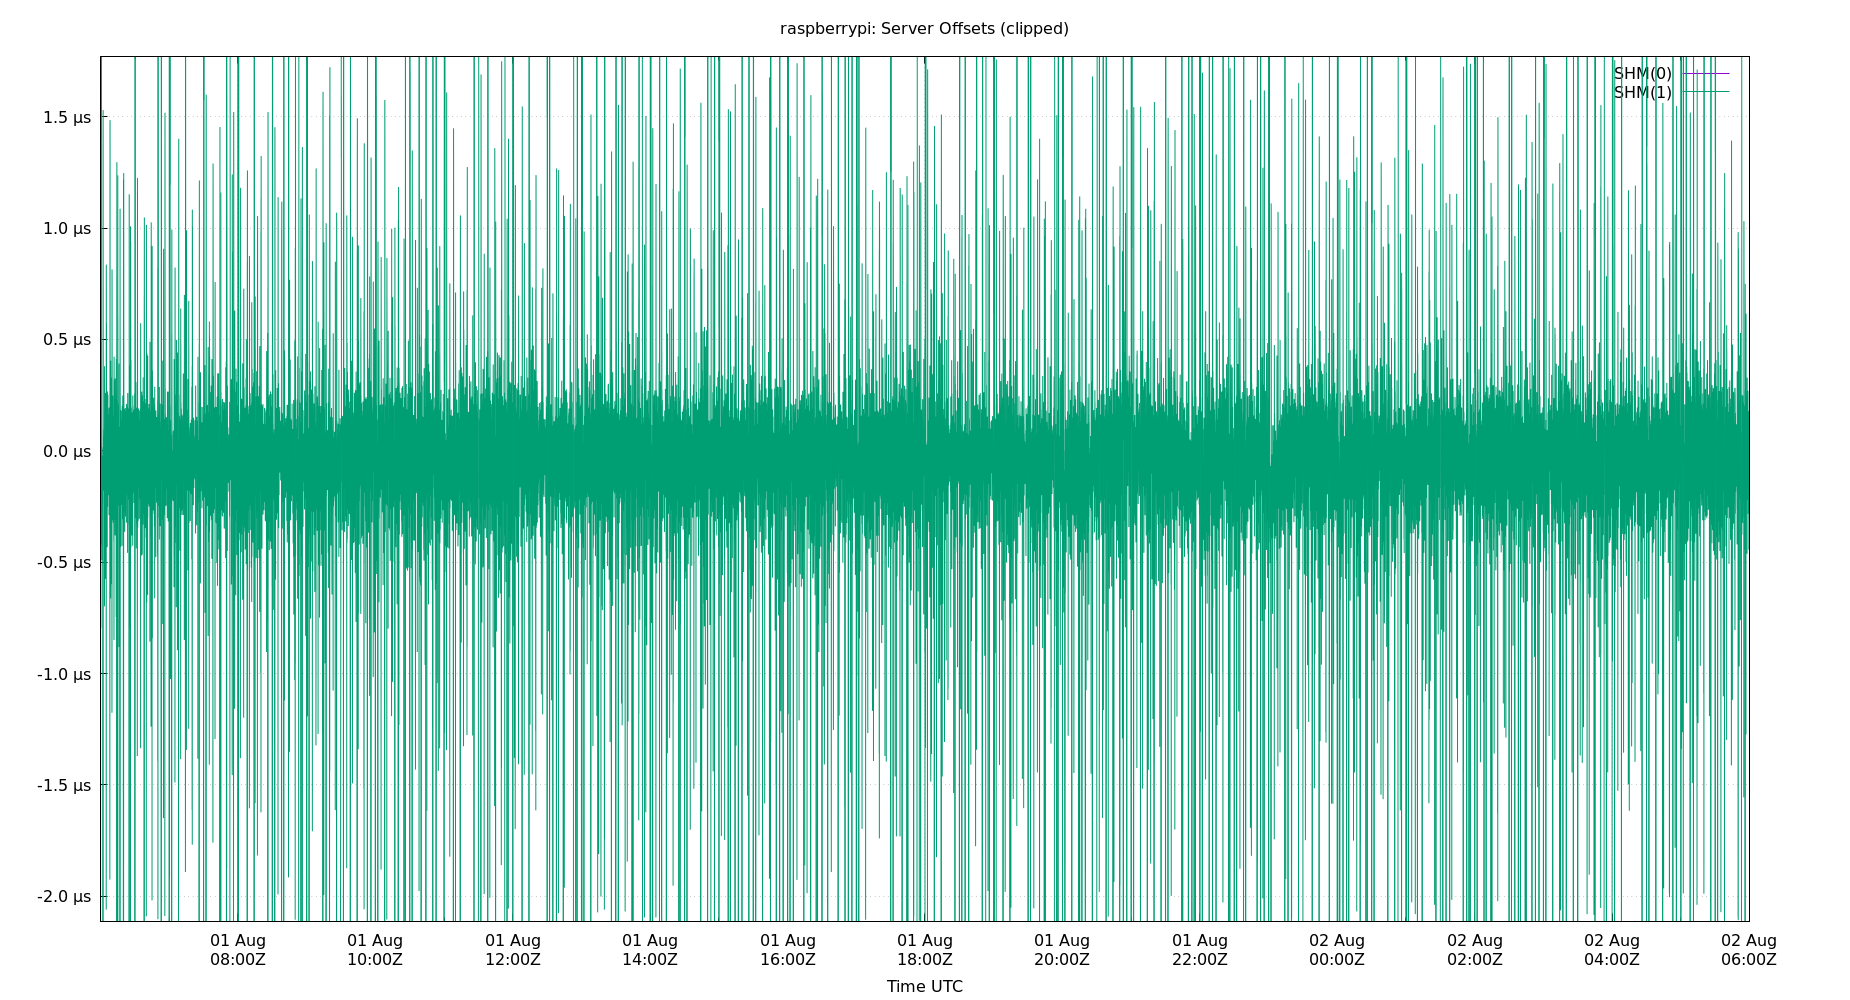 raspberrypi: Server Offsets (clipped)
SHM(0)
SHM(1)
1.5 µs
1.0 µs
0.5 µs
0.0 µs
-0.5 µs
-1.0 µs
-1.5 µs
-2.0 µs
01 Aug 01 Aug 01 Aug 01 Aug 01 Aug 01 Aug 01 Aug 01 Aug 02 Aug 02 Aug 02 Aug 02 Aug
08:00Z 10:00Z 12:00Z 14:00Z 16:00Z 18:00Z 20:00Z 22:00Z 00:00Z 02:00Z 04:00Z 06:00Z
Time UTC